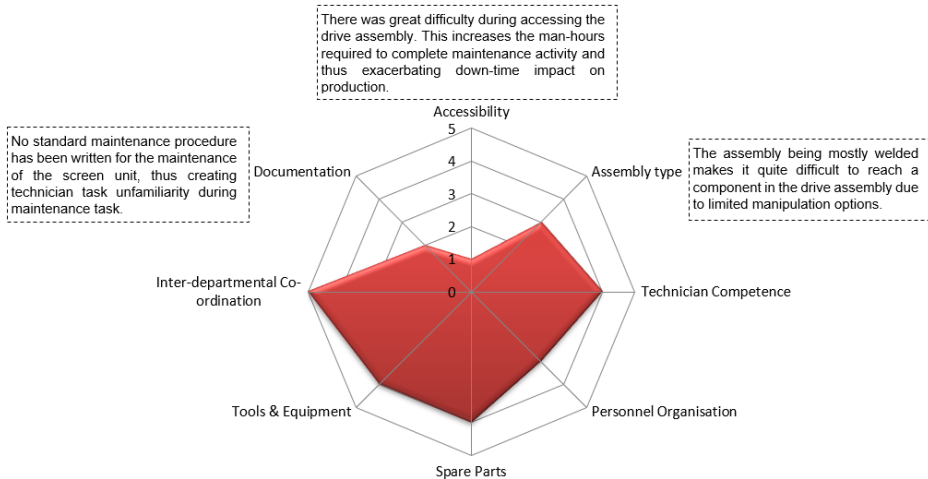 There was great difficulty during accessing the
drive assembly. This increases the man-hours
required to complete maintenance activity and
thus exacerbating down-time impact on
production.
Accessibility
No standard maintenance procedure
has been written for the maintenance
of the screen unit, thus creating
technician task unfamiliarity during
maintenance task.
Documentation
5
4
3
2
1
0
Assembly type
The assembly being mostly welded
makes it quite difficult to reach a
component in the drive assembly due
to limited manipulation options.
Inter-departmental Co-
ordination
Technician Competence
Tools & Equipment
Personnel Organisation
Spare Parts